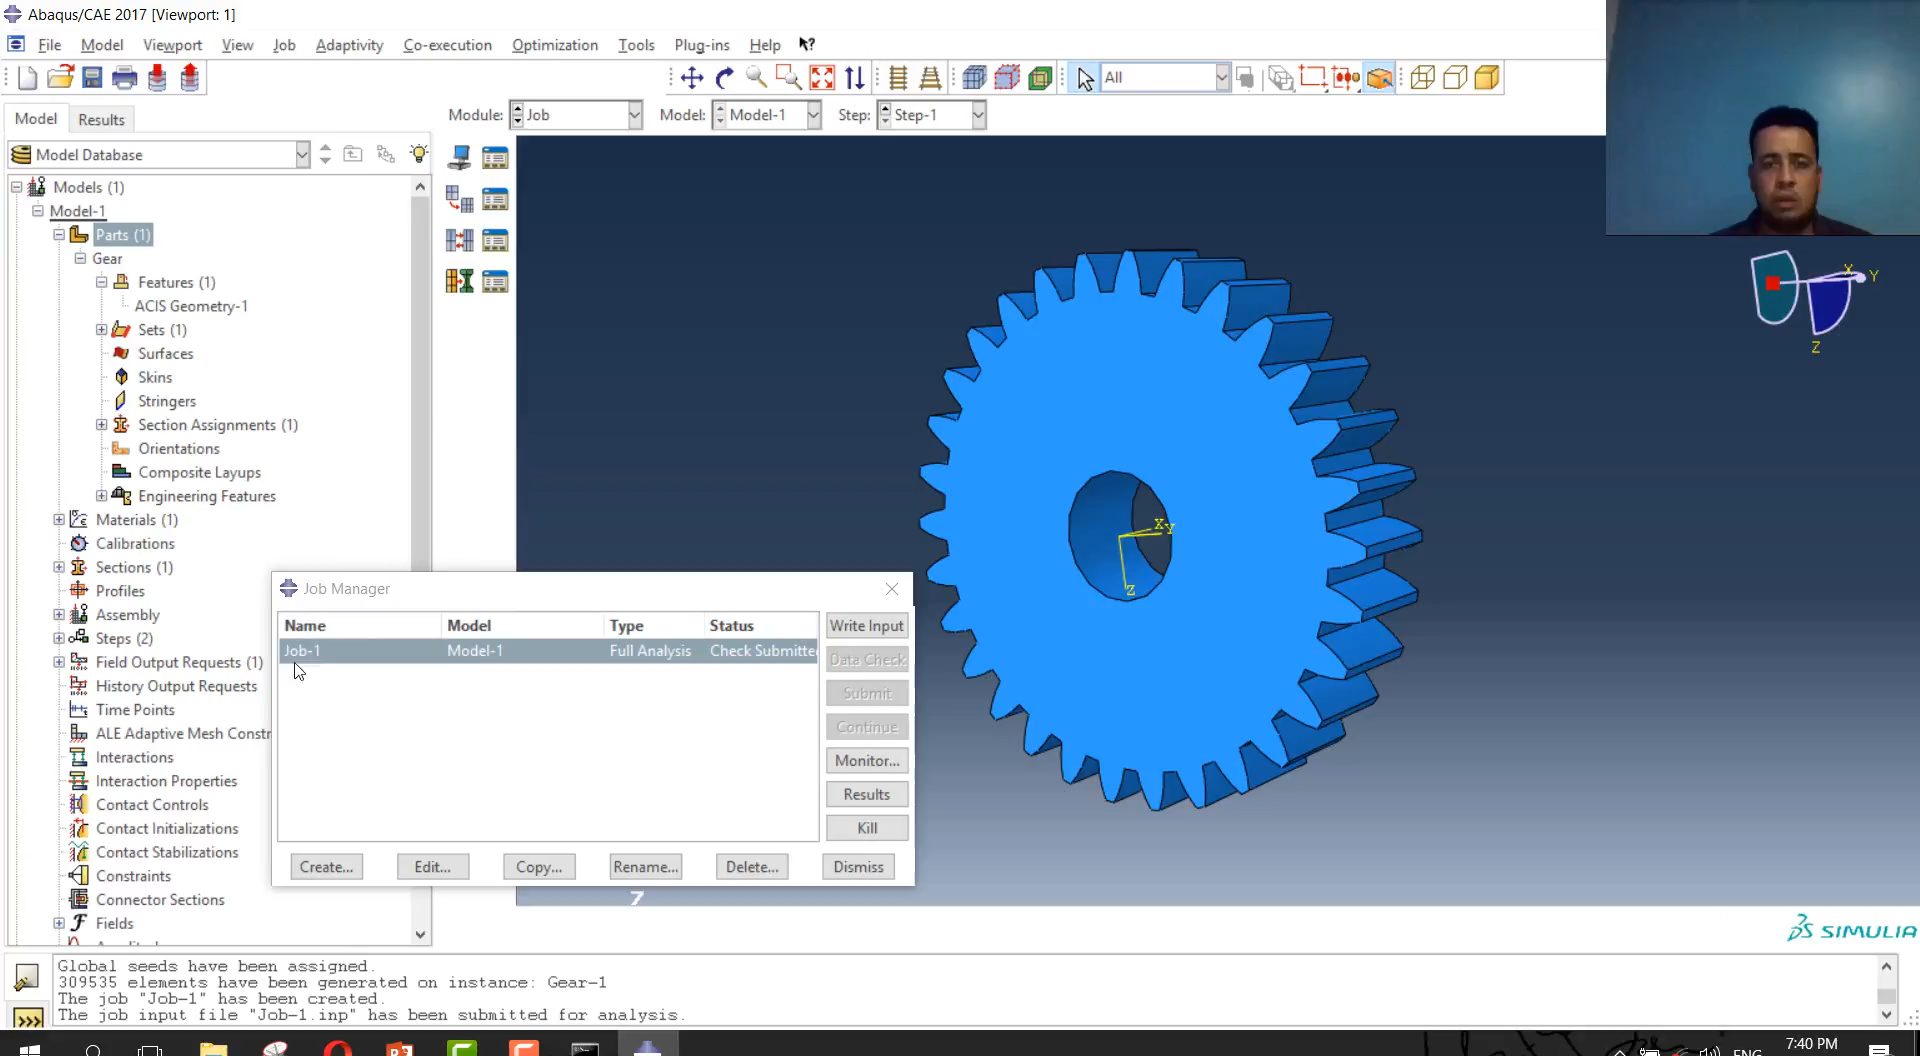 Abaqus/CAE 2017 [Viewport: 1]
File Model Viewport View Job Adaptivity Co-execution Optimization Tools Plug-ins Help
All
Model Results
Module: Job Model: Model-1 Step: Step-1
Model Database
Models (1)
Model-1
Parts (1)
Gear
Features (1)
ACIS Geometry-1
Sets (1)
Surfaces
Skins
Stringers
Section Assignments (1)
Orientations
Composite Layups
Engineering Features
Materials (1)
Calibrations
Sections (1)
Profiles
Assembly
Steps (2)
Field Output Requests (1)
History Output Requests
Time Points
ALE Adaptive Mesh Constr
Interactions
Interaction Properties
Contact Controls
Contact Initializations
Contact Stabilizations
Constraints
Connector Sections
Fields
Job Manager
Name Model Type Status
Job-1 Model-1 Full Analysis Check Submitte
Write Input
Data Check
Submit
Continue
Monitor...
Results
Kill
Create... Edit... Copy... Rename... Delete... Dismiss
X Y
Z
X Y
Z
Z
SIMULIA
Global seeds have been assigned.
309535 elements have been generated on instance: Gear-1
The job "Job-1" has been created.
The job input file "Job-1.inp" has been submitted for analysis.
ENG
7:40 PM